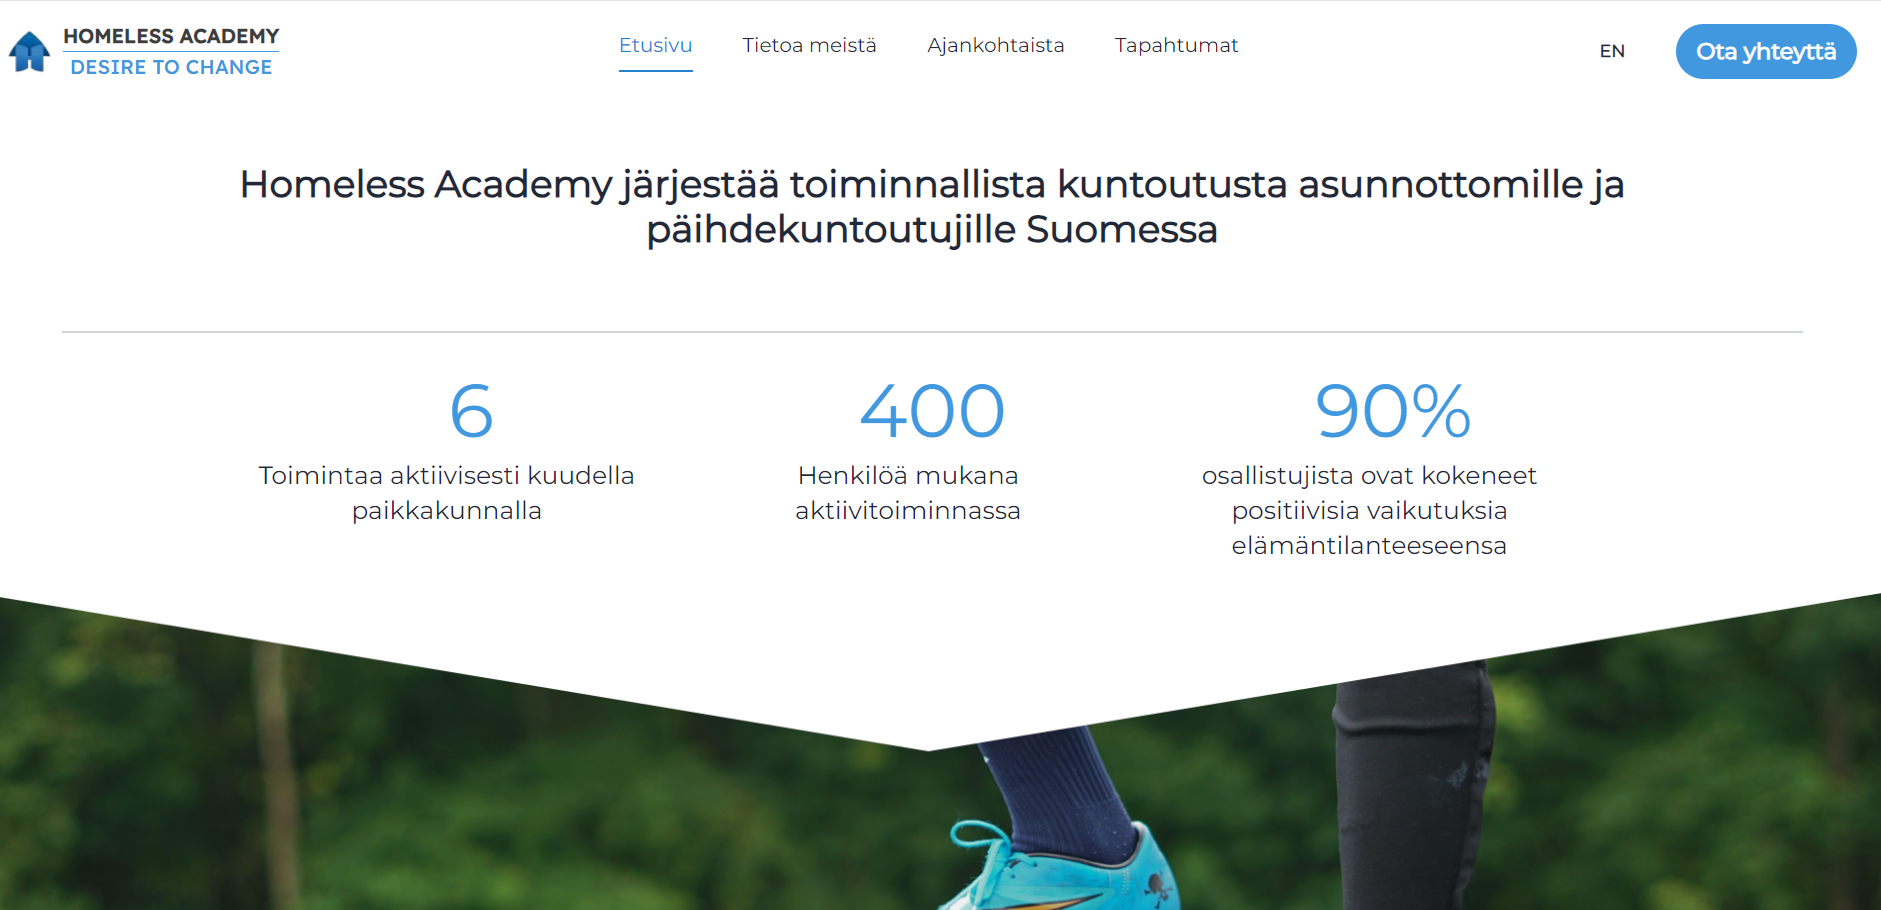 HOMELESS ACADEMY
DESIRE TO CHANGE
Etusivu
Tietoa meistä
Ajankohtaista
Tapahtumat
EN
Ota yhteyttä
Homeless Academy järjestää toiminnallista kuntoutusta asunnottomille ja
päihdekuntoutujille Suomessa
6
Toimintaa aktiivisesti kuudella
paikkakunnalla
400
Henkilöä mukana
aktiivitoiminnassa
90%
osallistujista ovat kokeneet
positiivisia vaikutuksia
elämäntilanteeseensa